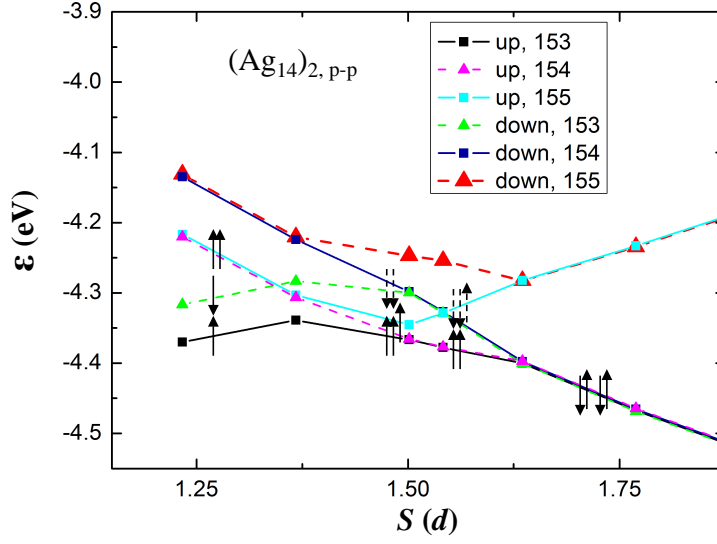 (Ag14)2, p-p
up, 153
up, 154
up, 155
down, 153
down, 154
down, 155
-3.9
-4.0
-4.1
-4.2
-4.3
-4.4
-4.5
ε (eV)
1.25
1.50
1.75
S (d)